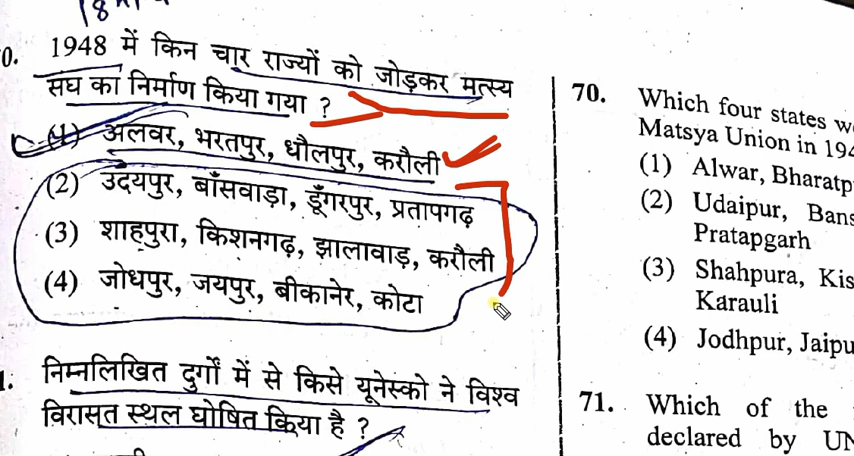 0. 1948 में किन चार राज्यों को जोड़कर मत्स्य
संघ का निर्माण किया गया ?
(1) अलवर, भरतपुर, धौलपुर, करौली
(2) उदयपुर, बाँसवाड़ा, डूँगरपुर, प्रतापगढ़
(3) शाहपुरा, किशनगढ़, झालावाड़, करौली
(4) जोधपुर, जयपुर, बीकानेर, कोटा
निम्नलिखित दुर्गों में से किसे यूनेस्को ने विश्व
विरासत स्थल घोषित किया है ?
70. Which four states w
Matsya Union in 194
(1) Alwar, Bharatp
(2) Udaipur, Bans
Pratapgarh
(3) Shahpura, Kis
Karauli
(4) Jodhpur, Jaipu
71. Which of the
declared by UN